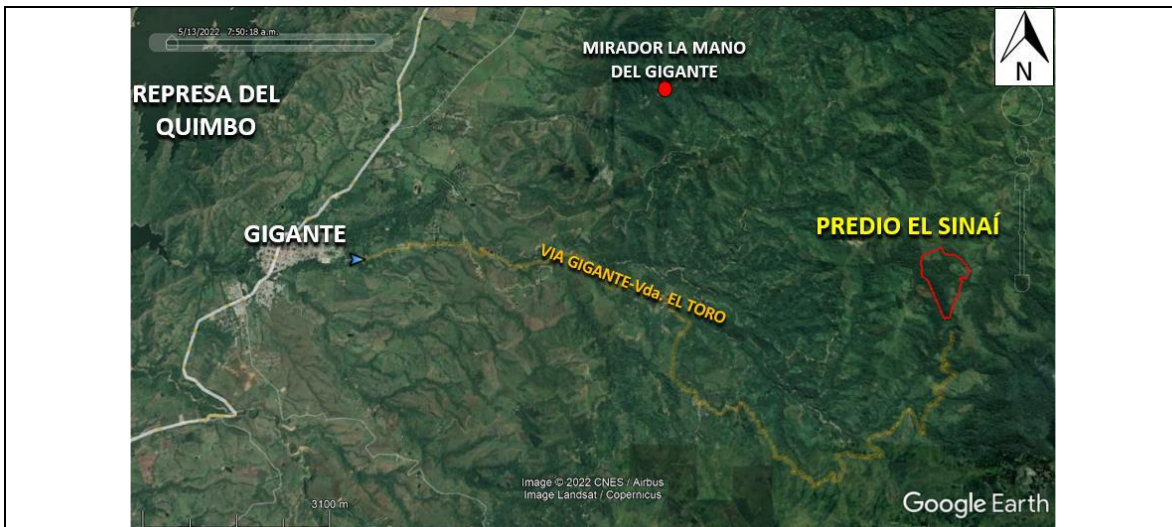 5/13/2022 7:50:18 a.m.
MIRADOR LA MANO
DEL GIGANTE
N
REPRESA DEL
QUIMBO
PREDIO EL SINAÍ
GIGANTE
VIA GIGANTE-Vda. EL TORO
Image © 2022 CNES / Airbus
Image Landsat / Copernicus
3100 m
Google Earth